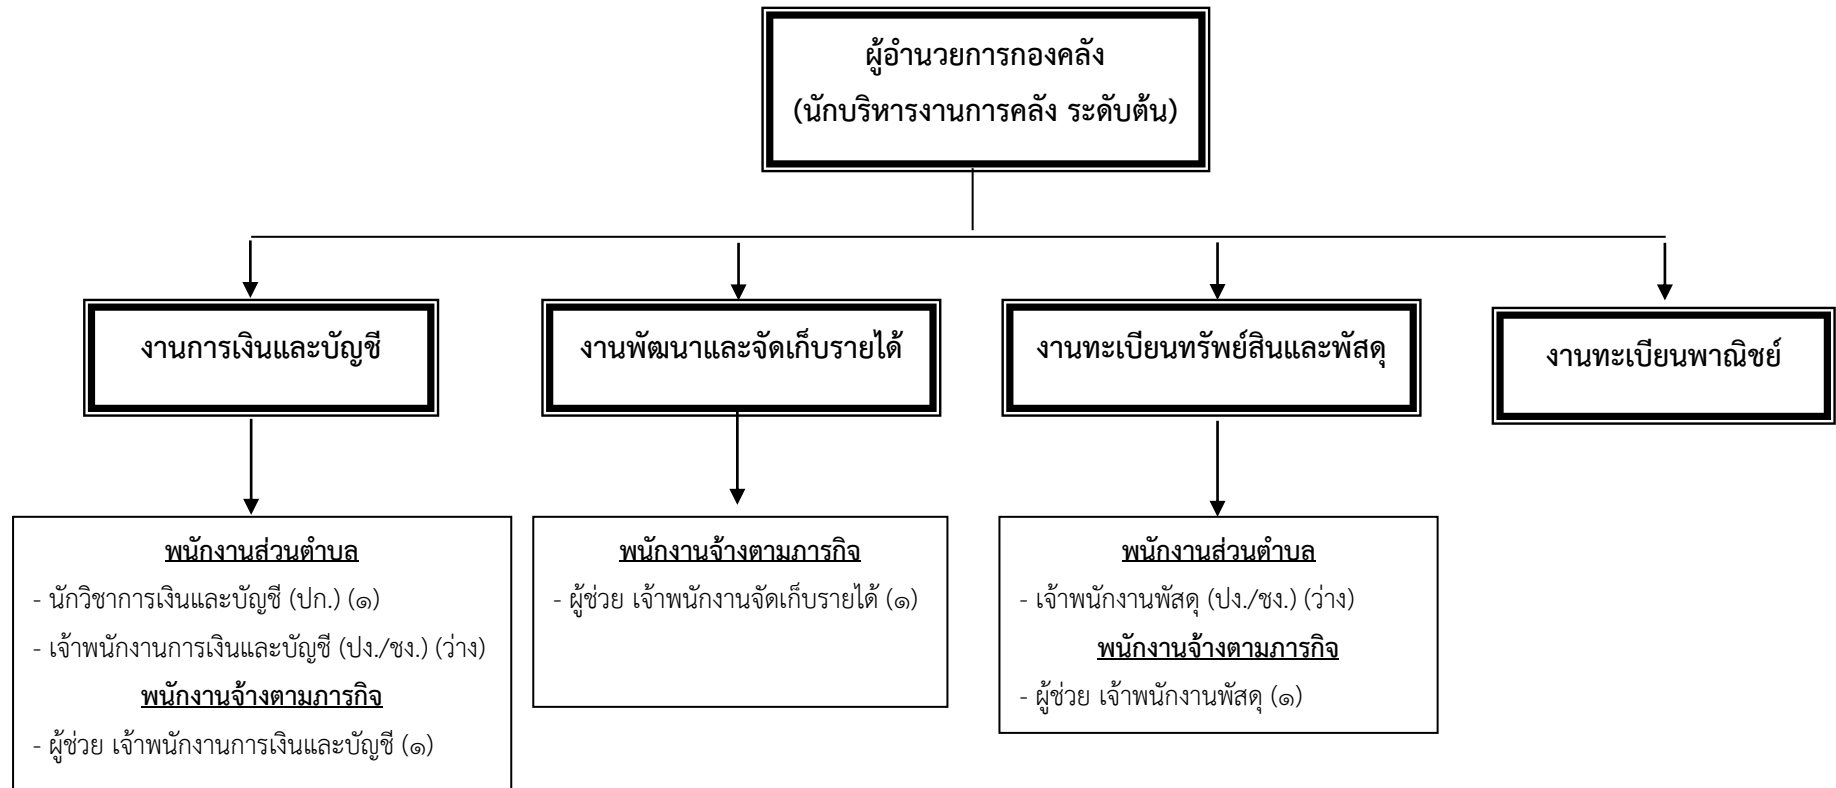 ผู้อำนวยการกองคลัง
(นักบริหารงานการคลัง ระดับต้น)
งานการเงินและบัญชี
งานพัฒนาและจัดเก็บรายได้
งานทะเบียนทรัพย์สินและพัสดุ
งานทะเบียนพาณิชย์
พนักงานส่วนตำบล
- นักวิชาการเงินและบัญชี (ปก.) (๑)
- เจ้าพนักงานการเงินและบัญชี (ปง./ชง.) (ว่าง)
พนักงานจ้างตามภารกิจ
- ผู้ช่วย เจ้าพนักงานการเงินและบัญชี (๑)
พนักงานจ้างตามภารกิจ
- ผู้ช่วย เจ้าพนักงานจัดเก็บรายได้ (๑)
พนักงานส่วนตำบล
- เจ้าพนักงานพัสดุ (ปง./ชง.) (ว่าง)
พนักงานจ้างตามภารกิจ
- ผู้ช่วย เจ้าพนักงานพัสดุ (๑)